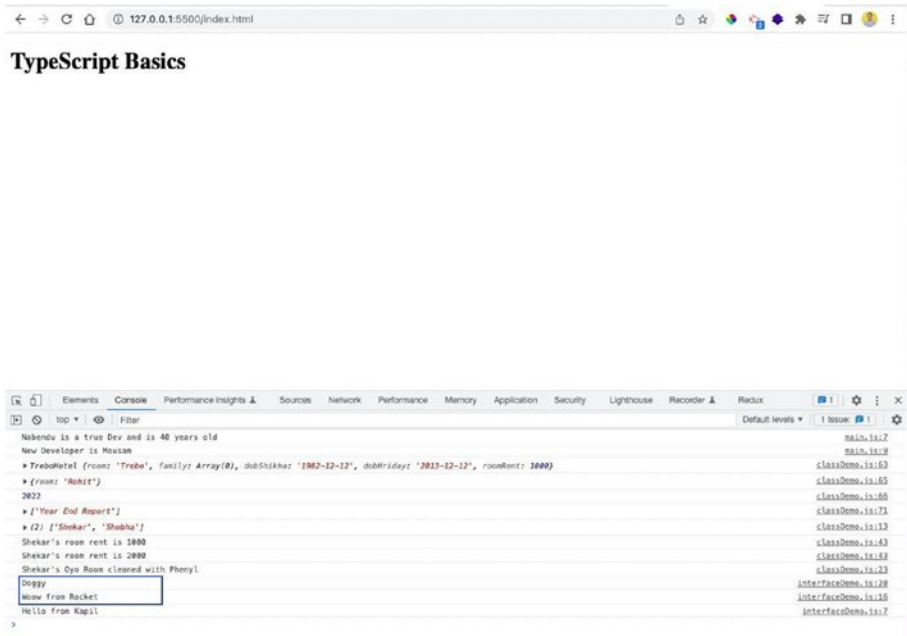 127.0.0.1:5500/index.html
TypeScript Basics
Elements Console Performance insights Sources Network Performance Memory Application Security Lighthouse Recorder Redux 1
top Filter Default levels 1 Issue: 1
Nabendu is a true Dev and is 40 years old main.js:7
New Developer is Mousam main.js:9
TreboHotel {room: 'Trebo', family: Array(0), dobShikha: '1982-12-12', dobHriday: '2013-12-12', roomRent: 1000} classDemo.js:63
{room: 'Rohit'} classDemo.js:65
2022 classDemo.js:66
['Year End Report'] classDemo.js:71
(2) ['Shekar', 'Shobha'] classDemo.js:13
Shekar's room rent is 1000 classDemo.js:43
Shekar's room rent is 2000 classDemo.js:43
Shekar's Oyo Room cleaned with Phenyl classDemo.js:23
Doggy interfaceDemo.js:20
Woow from Rocket interfaceDemo.js:16
Hello from Kapil interfaceDemo.js:7